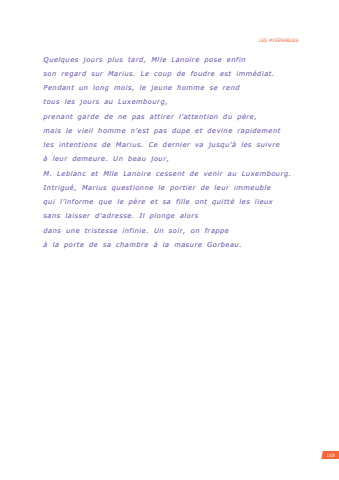 LES MISÉRABLES
Quelques jours plus tard, Mlle Lanoire pose enfin
son regard sur Marius. Le coup de foudre est immédiat.
Pendant un long mois, le jeune homme se rend
tous les jours au Luxembourg,
prenant garde de ne pas attirer l'attention du père,
mais le vieil homme n'est pas dupe et devine rapidement
les intentions de Marius. Ce dernier va jusqu'à les suivre
à leur demeure. Un beau jour,
M. Leblanc et Mlle Lanoire cessent de venir au Luxembourg.
Intrigué, Marius questionne le portier de leur immeuble
qui l'informe que le père et sa fille ont quitté les lieux
sans laisser d'adresse. Il plonge alors
dans une tristesse infinie. Un soir, on frappe
à la porte de sa chambre à la masure Gorbeau.